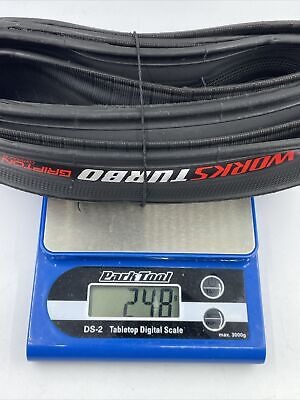 WORKS TURBO GRIPTON
ParkTool
248
DS-2 Tabletop Digital Scale
max. 3000g